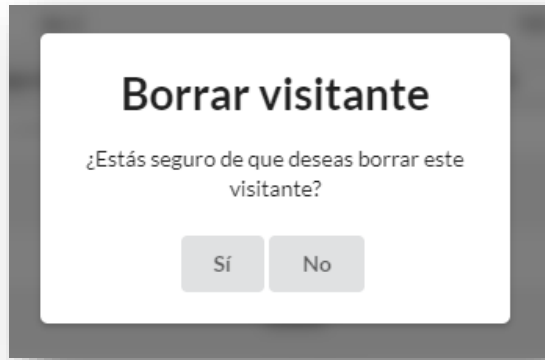 Borrar visitante
¿Estás seguro de que deseas borrar este
visitante?
Sí No